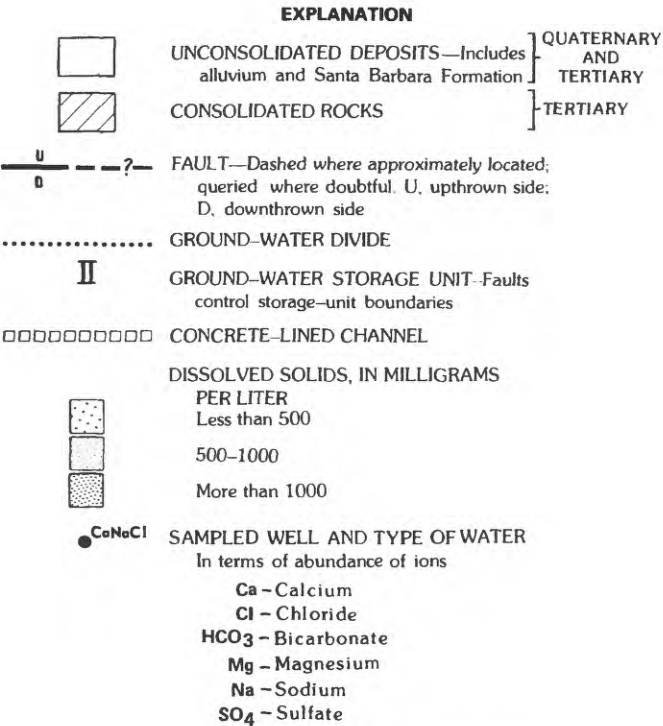 EXPLANATION
UNCONSOLIDATED DEPOSITS—Includes
alluvium and Santa Barbara Formation
QUATERNARY
AND
TERTIARY
CONSOLIDATED ROCKS
TERTIARY
U
D
?
FAULT—Dashed where approximately located;
queried where doubtful. U, upthrown side;
D, downthrown side
GROUND–WATER DIVIDE
II
GROUND–WATER STORAGE UNIT--Faults
control storage–unit boundaries
CONCRETE–LINED CHANNEL
DISSOLVED SOLIDS, IN MILLIGRAMS
PER LITER
Less than 500
500–1000
More than 1000
CaNaCl
SAMPLED WELL AND TYPE OF WATER
In terms of abundance of ions
Ca – Calcium
Cl – Chloride
HCO3 – Bicarbonate
Mg – Magnesium
Na – Sodium
SO4 – Sulfate